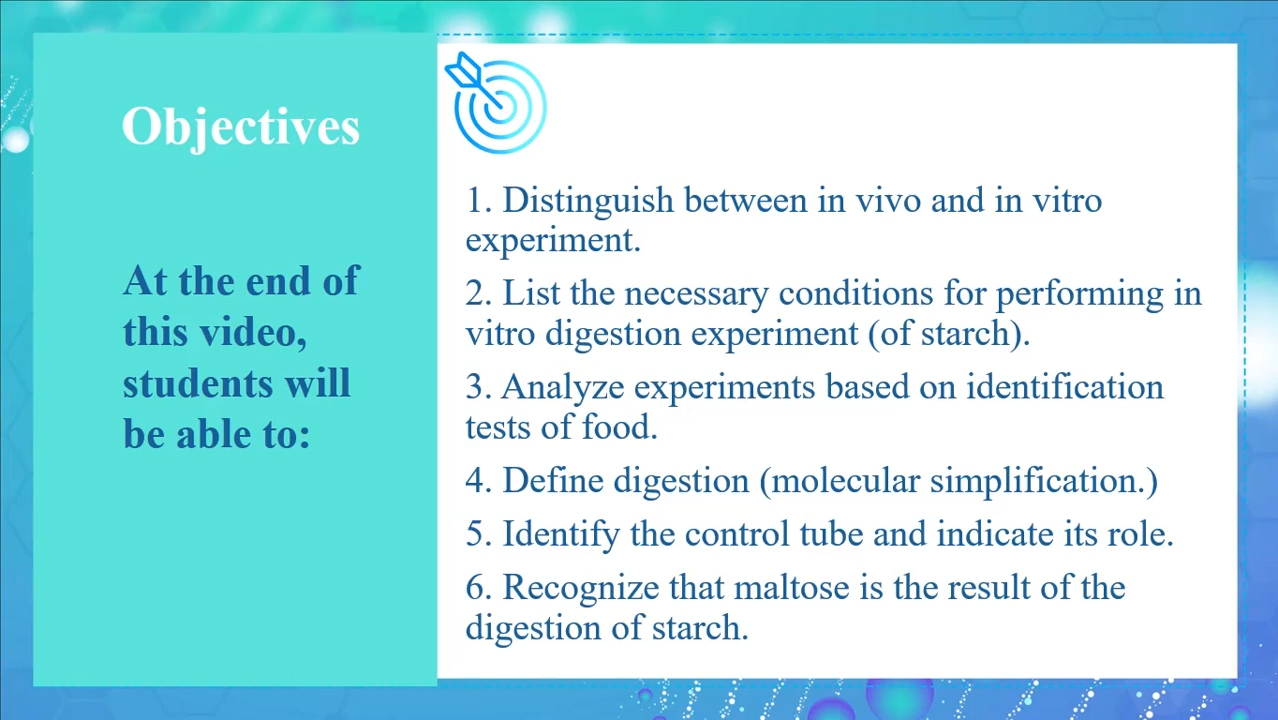 Objectives
At the end of
this video,
students will
be able to:
1. Distinguish between in vivo and in vitro
experiment.
2. List the necessary conditions for performing in
vitro digestion experiment (of starch).
3. Analyze experiments based on identification
tests of food.
4. Define digestion (molecular simplification.)
5. Identify the control tube and indicate its role.
6. Recognize that maltose is the result of the
digestion of starch.